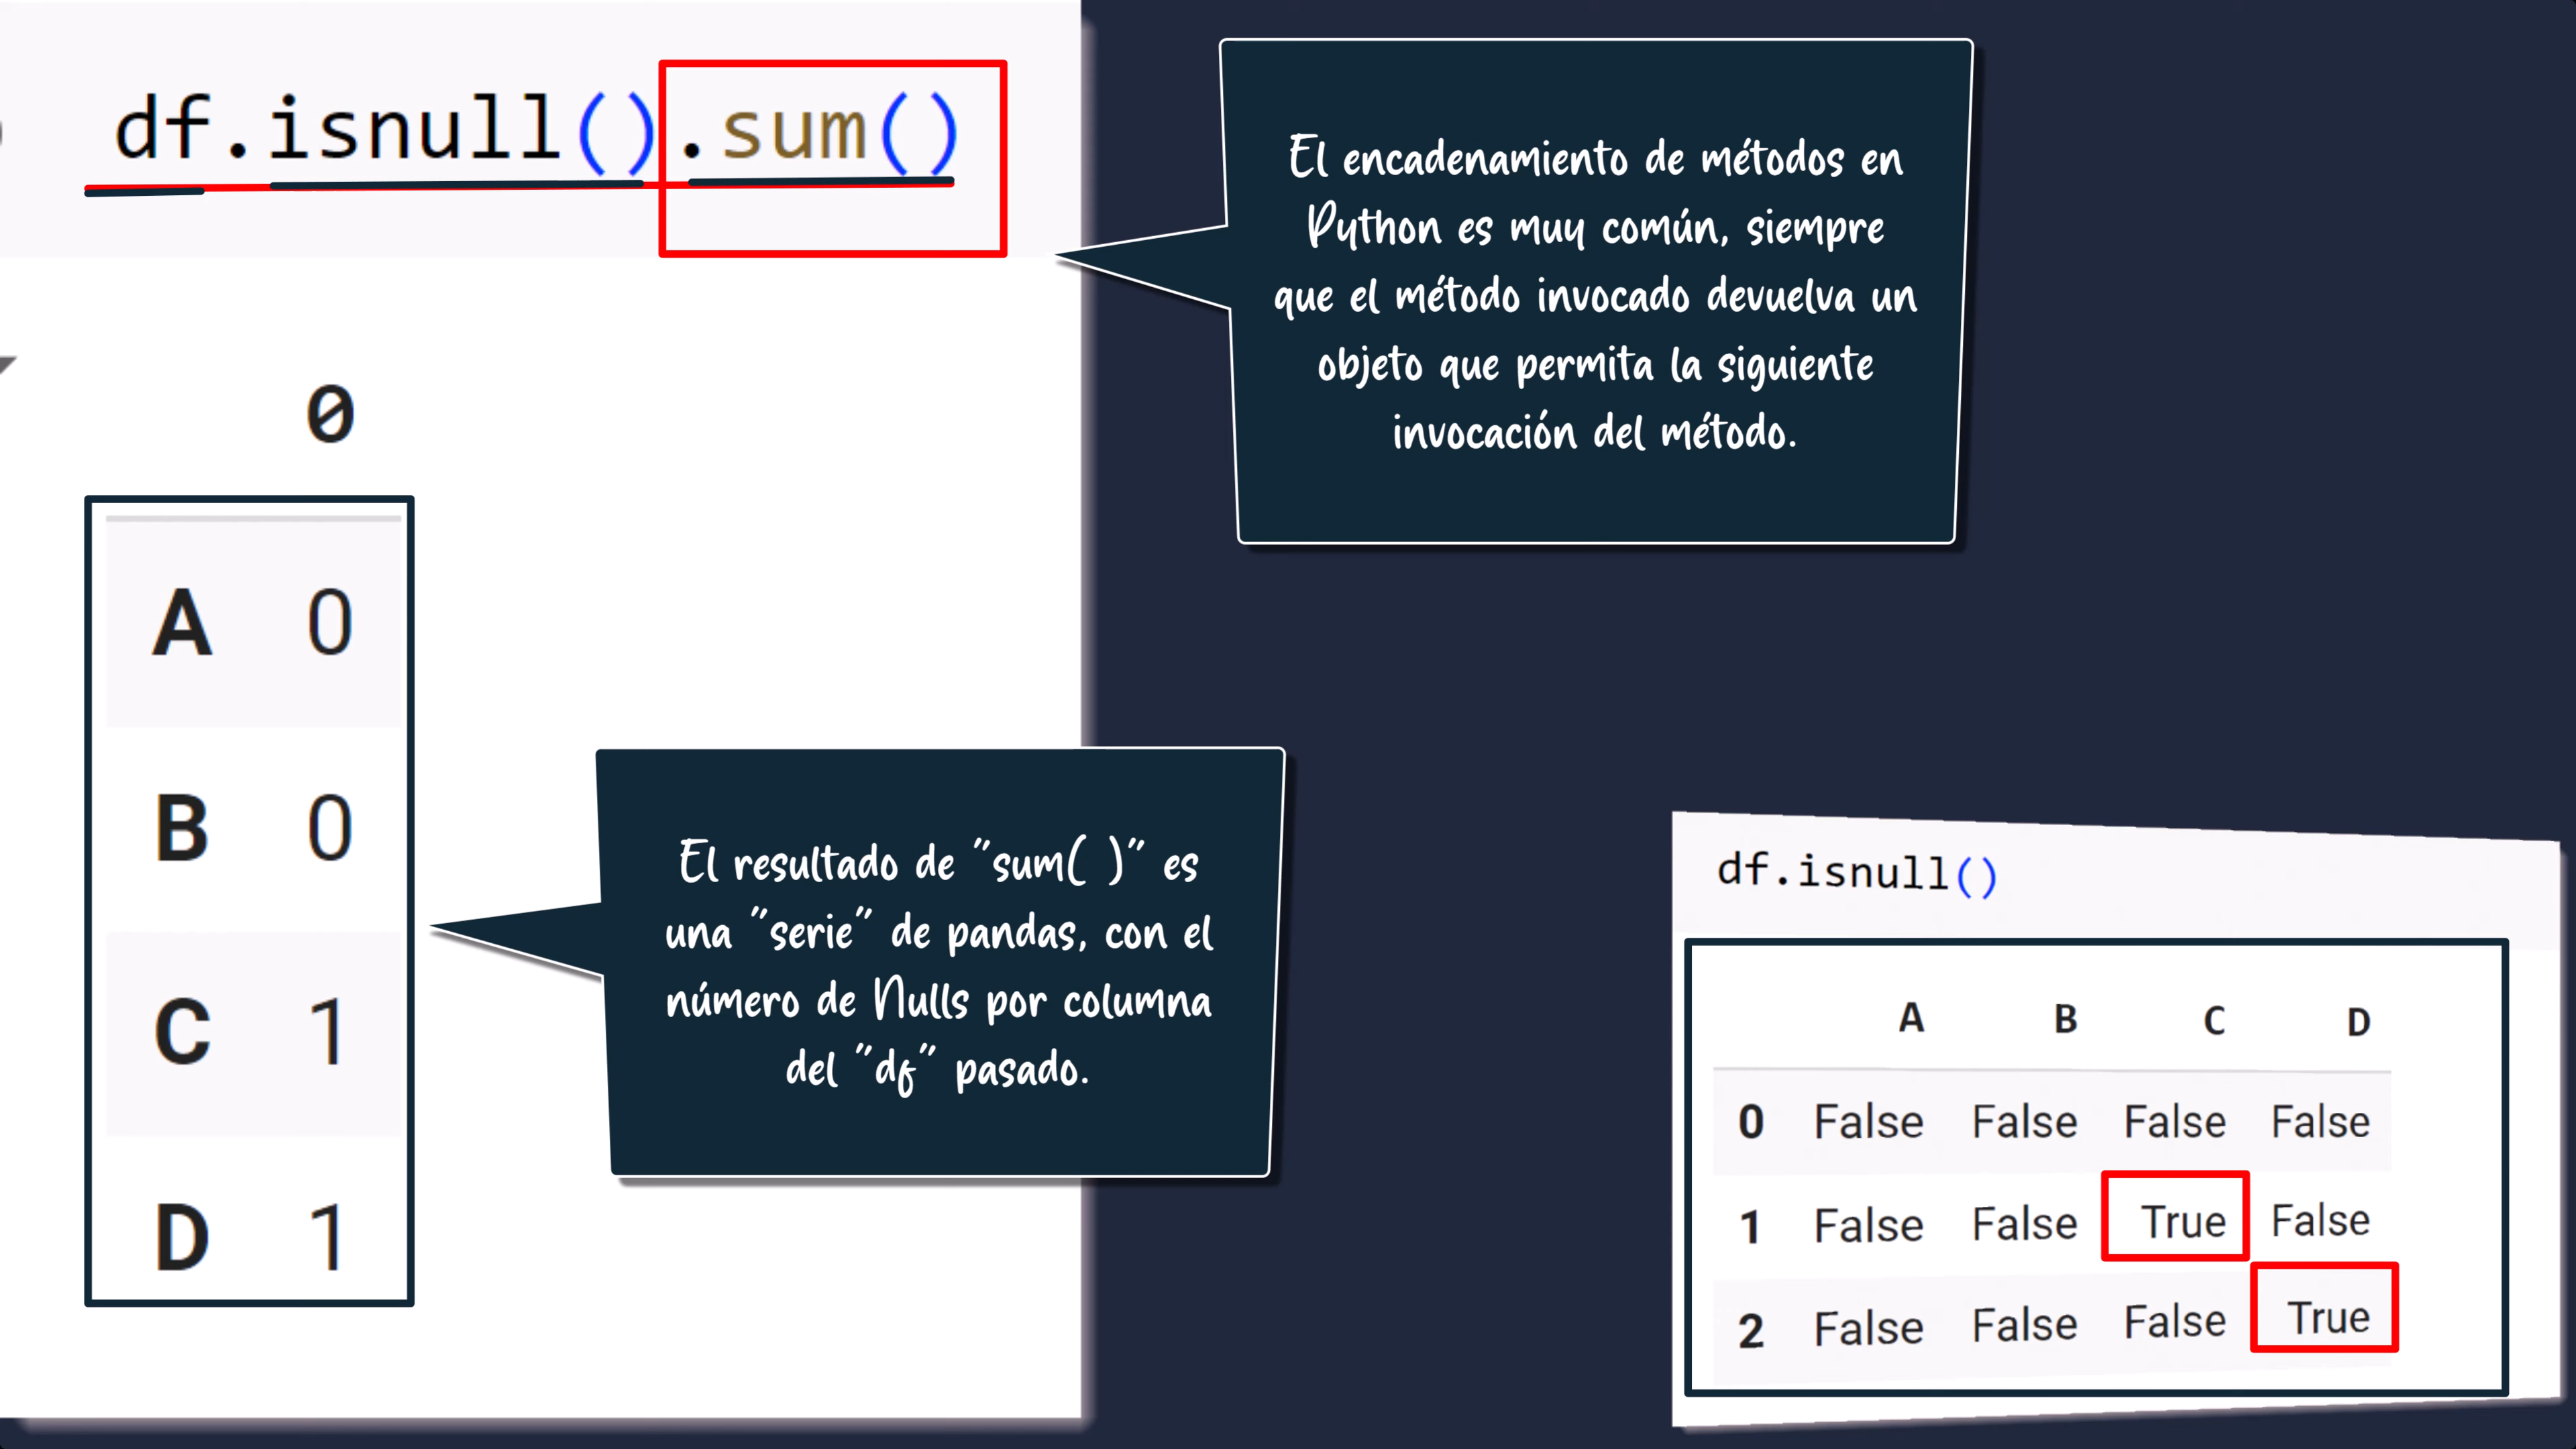 df.isnull().sum()
0
A 0
B 0
C 1
D 1
El encadenamiento de métodos en
Python es muy común, siempre
que el método invocado devuelva un
objeto que permita la siguiente
invocación del método.
El resultado de "sum( )" es
una "serie" de pandas, con el
número de Nulls por columna
del "df" pasado.
df.isnull()
A B C D
0 False False False False
1 False False True False
2 False False False True